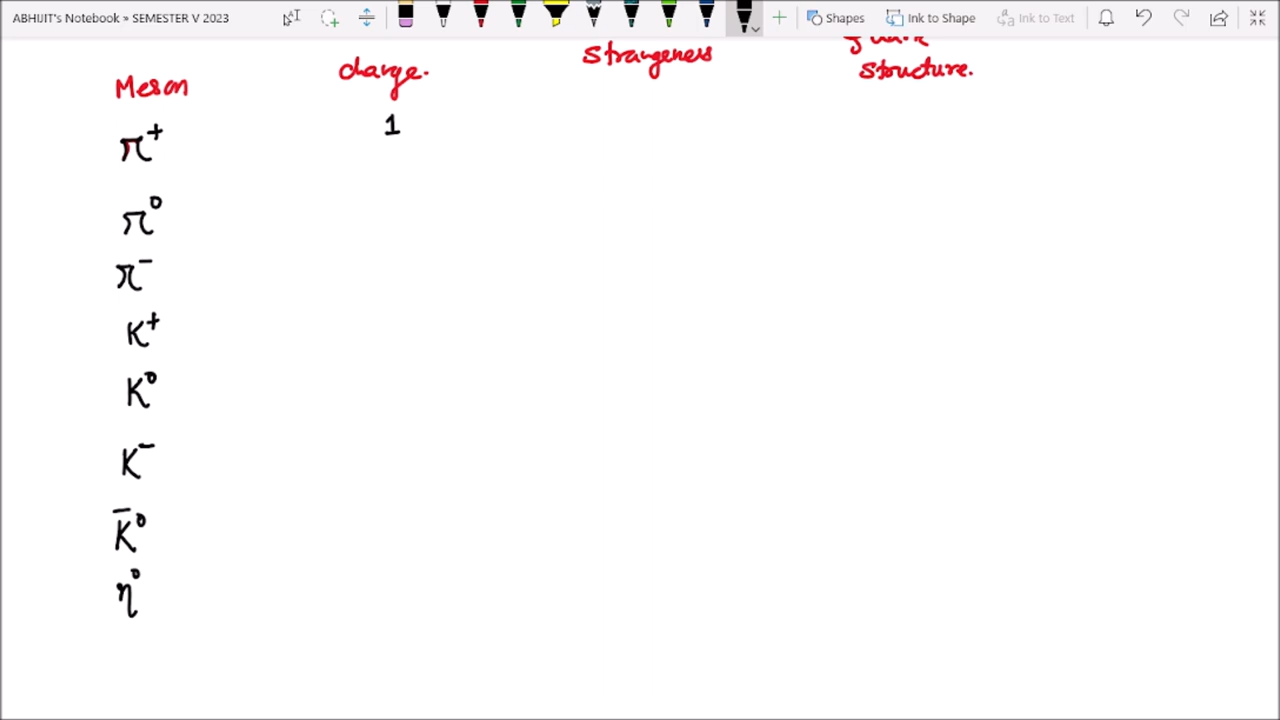 ABHIJIT's Notebook » SEMESTER V 2023
Shapes
Ink to Shape
Ink to Text
Meson charge. Strangeness structure.
π⁺ 1
π⁰
π⁻
K⁺
K⁰
K⁻
K̄⁰
η⁰